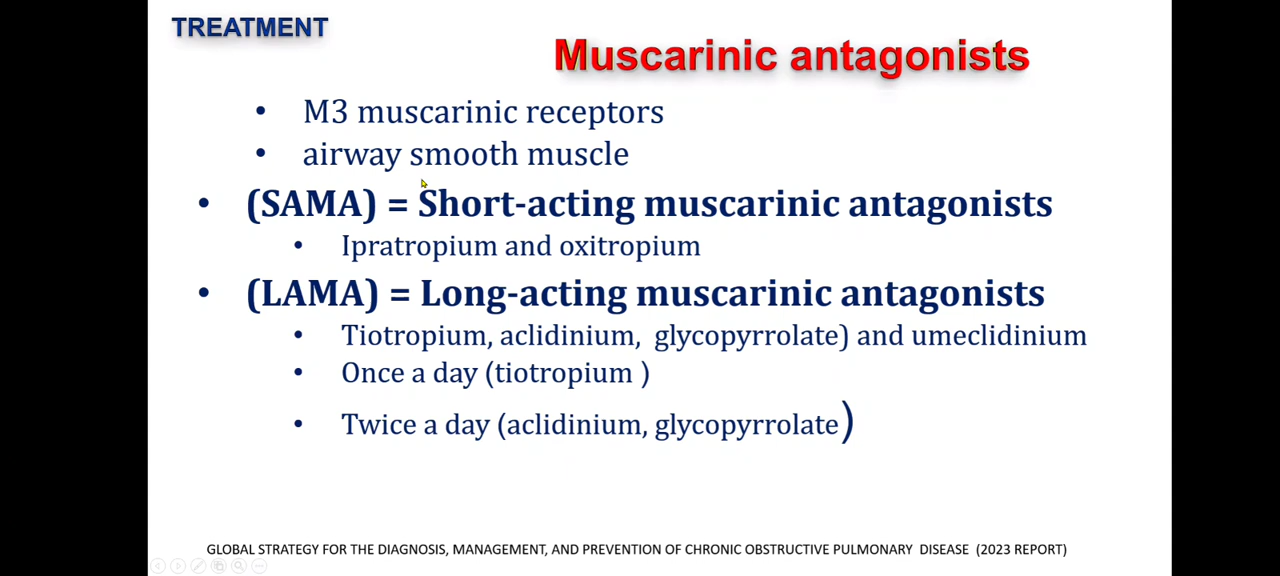 TREATMENT
Muscarinic antagonists
• M3 muscarinic receptors
• airway smooth muscle
• (SAMA) = Short-acting muscarinic antagonists
• Ipratropium and oxitropium
• (LAMA) = Long-acting muscarinic antagonists
• Tiotropium, aclidinium, glycopyrrolate) and umeclidinium
• Once a day (tiotropium )
• Twice a day (aclidinium, glycopyrrolate)
GLOBAL STRATEGY FOR THE DIAGNOSIS, MANAGEMENT, AND PREVENTION OF CHRONIC OBSTRUCTIVE PULMONARY DISEASE (2023 REPORT)